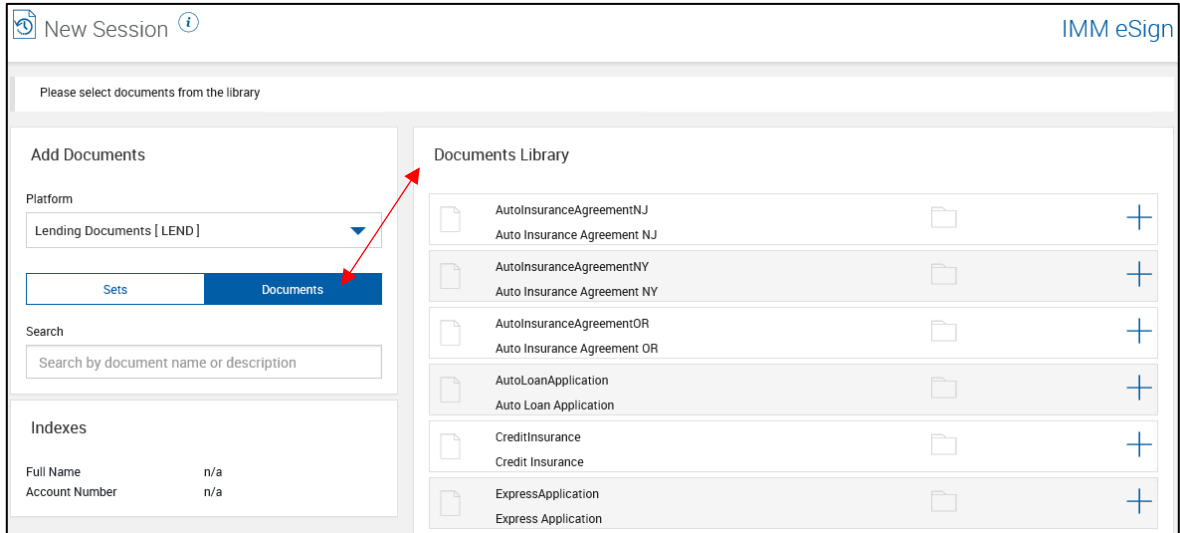 New Session i
IMM eSign
Please select documents from the library
Add Documents
Platform
Lending Documents [ LEND ]
Sets
Documents
Search
Search by document name or description
Indexes
Full Name n/a
Account Number n/a
Documents Library
AutoInsuranceAgreementNJ
Auto Insurance Agreement NJ
AutoInsuranceAgreementNY
Auto Insurance Agreement NY
AutoInsuranceAgreementOR
Auto Insurance Agreement OR
AutoLoanApplication
Auto Loan Application
CreditInsurance
Credit Insurance
ExpressApplication
Express Application